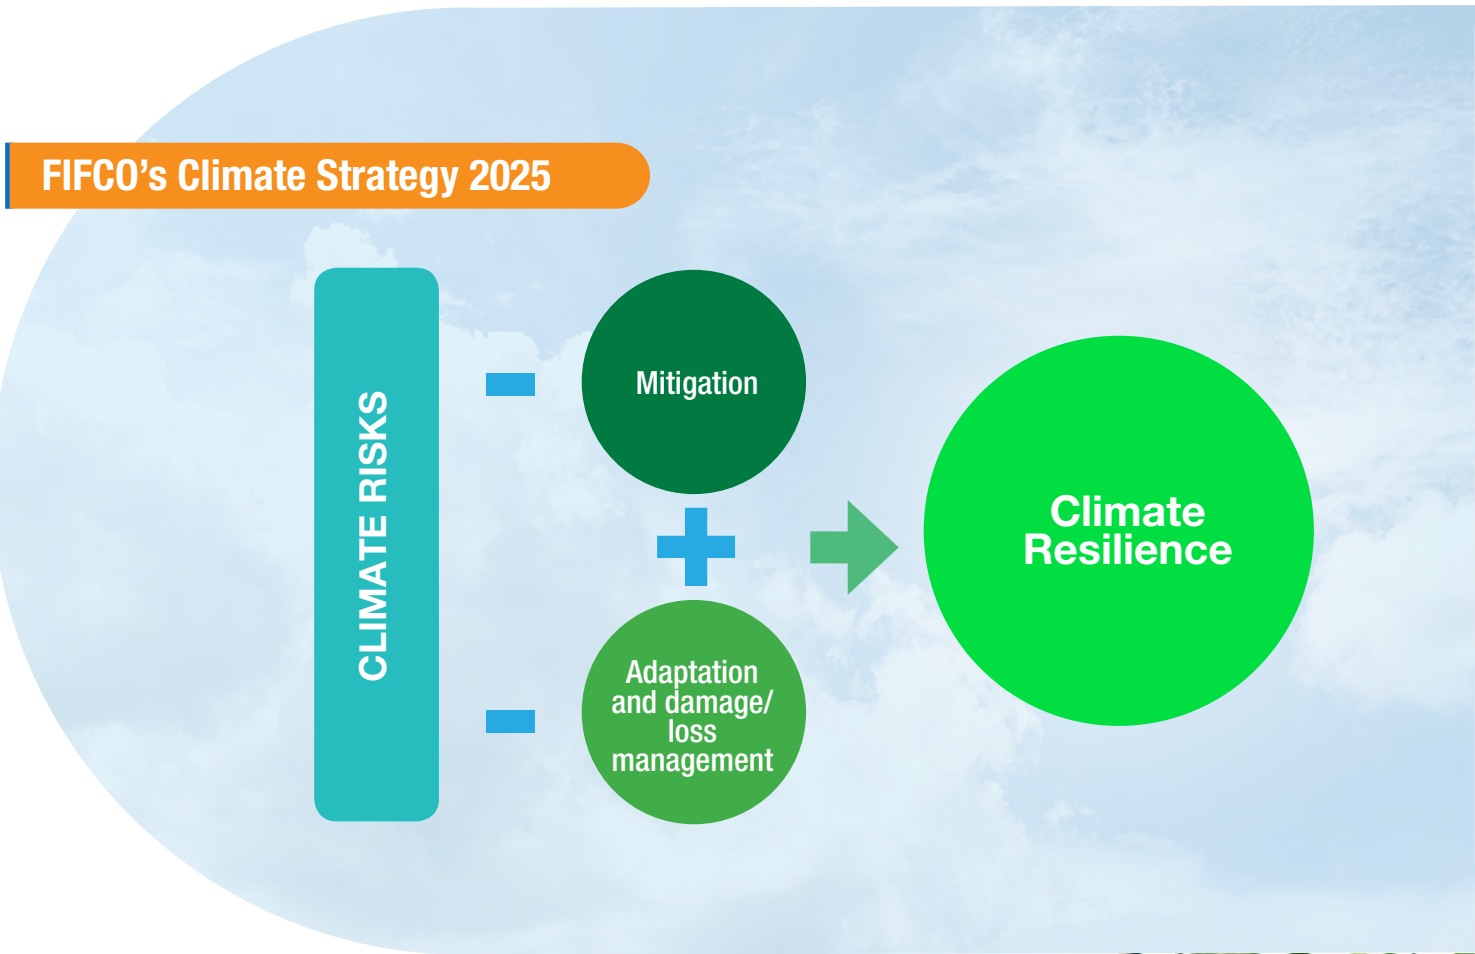 FIFCO’s Climate Strategy 2025
CLIMATE RISKS
Mitigation
Adaptation
and damage/
loss
management
Climate
Resilience